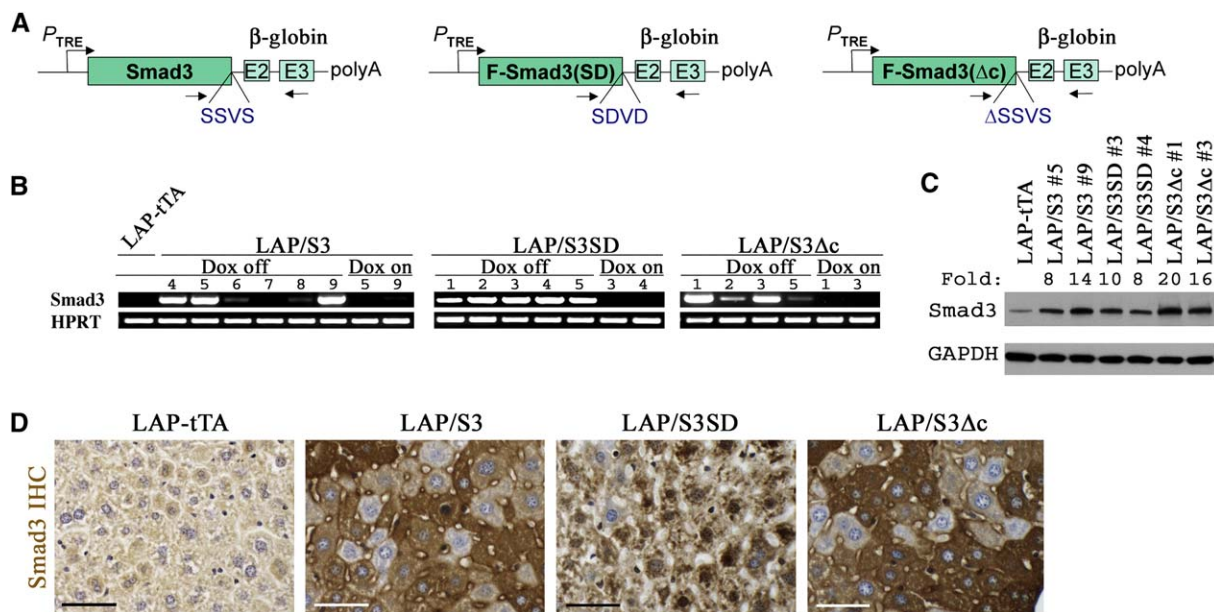 A
PTRE β-globin PTRE β-globin PTRE β-globin
Smad3 E2 E3 polyA F-Smad3(SD) E2 E3 polyA F-Smad3(Δc) E2 E3 polyA
SSVS SDVD ΔSSVS
B
LAP-tTA LAP/S3 LAP/S3SD LAP/S3Δc
Dox off Dox on Dox off Dox on Dox off Dox on
4 5 6 7 8 9 5 9 1 2 3 4 5 3 4 1 2 3 5 1 3
Smad3
HPRT
C
LAP-tTA LAP/S3 #5 LAP/S3 #9 LAP/S3SD #3 LAP/S3SD #4 LAP/S3Δc #1 LAP/S3Δc #3
Fold: 8 14 10 8 20 16
Smad3
GAPDH
D
LAP-tTA LAP/S3 LAP/S3SD LAP/S3Δc
Smad3 IHC